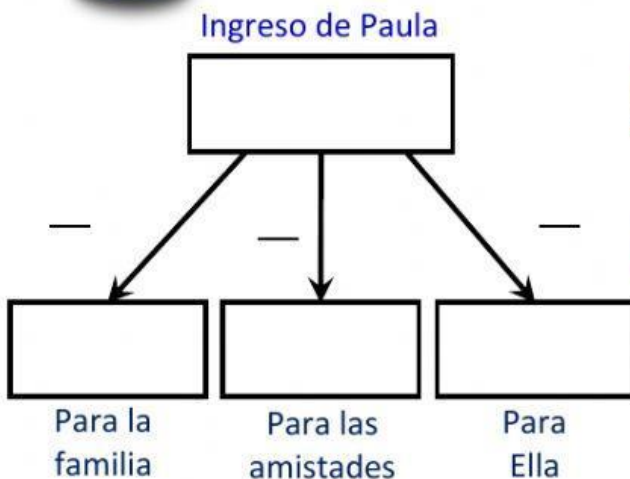 Ingreso de Paula
Para la
familia
Para las
amistades
Para
Ella